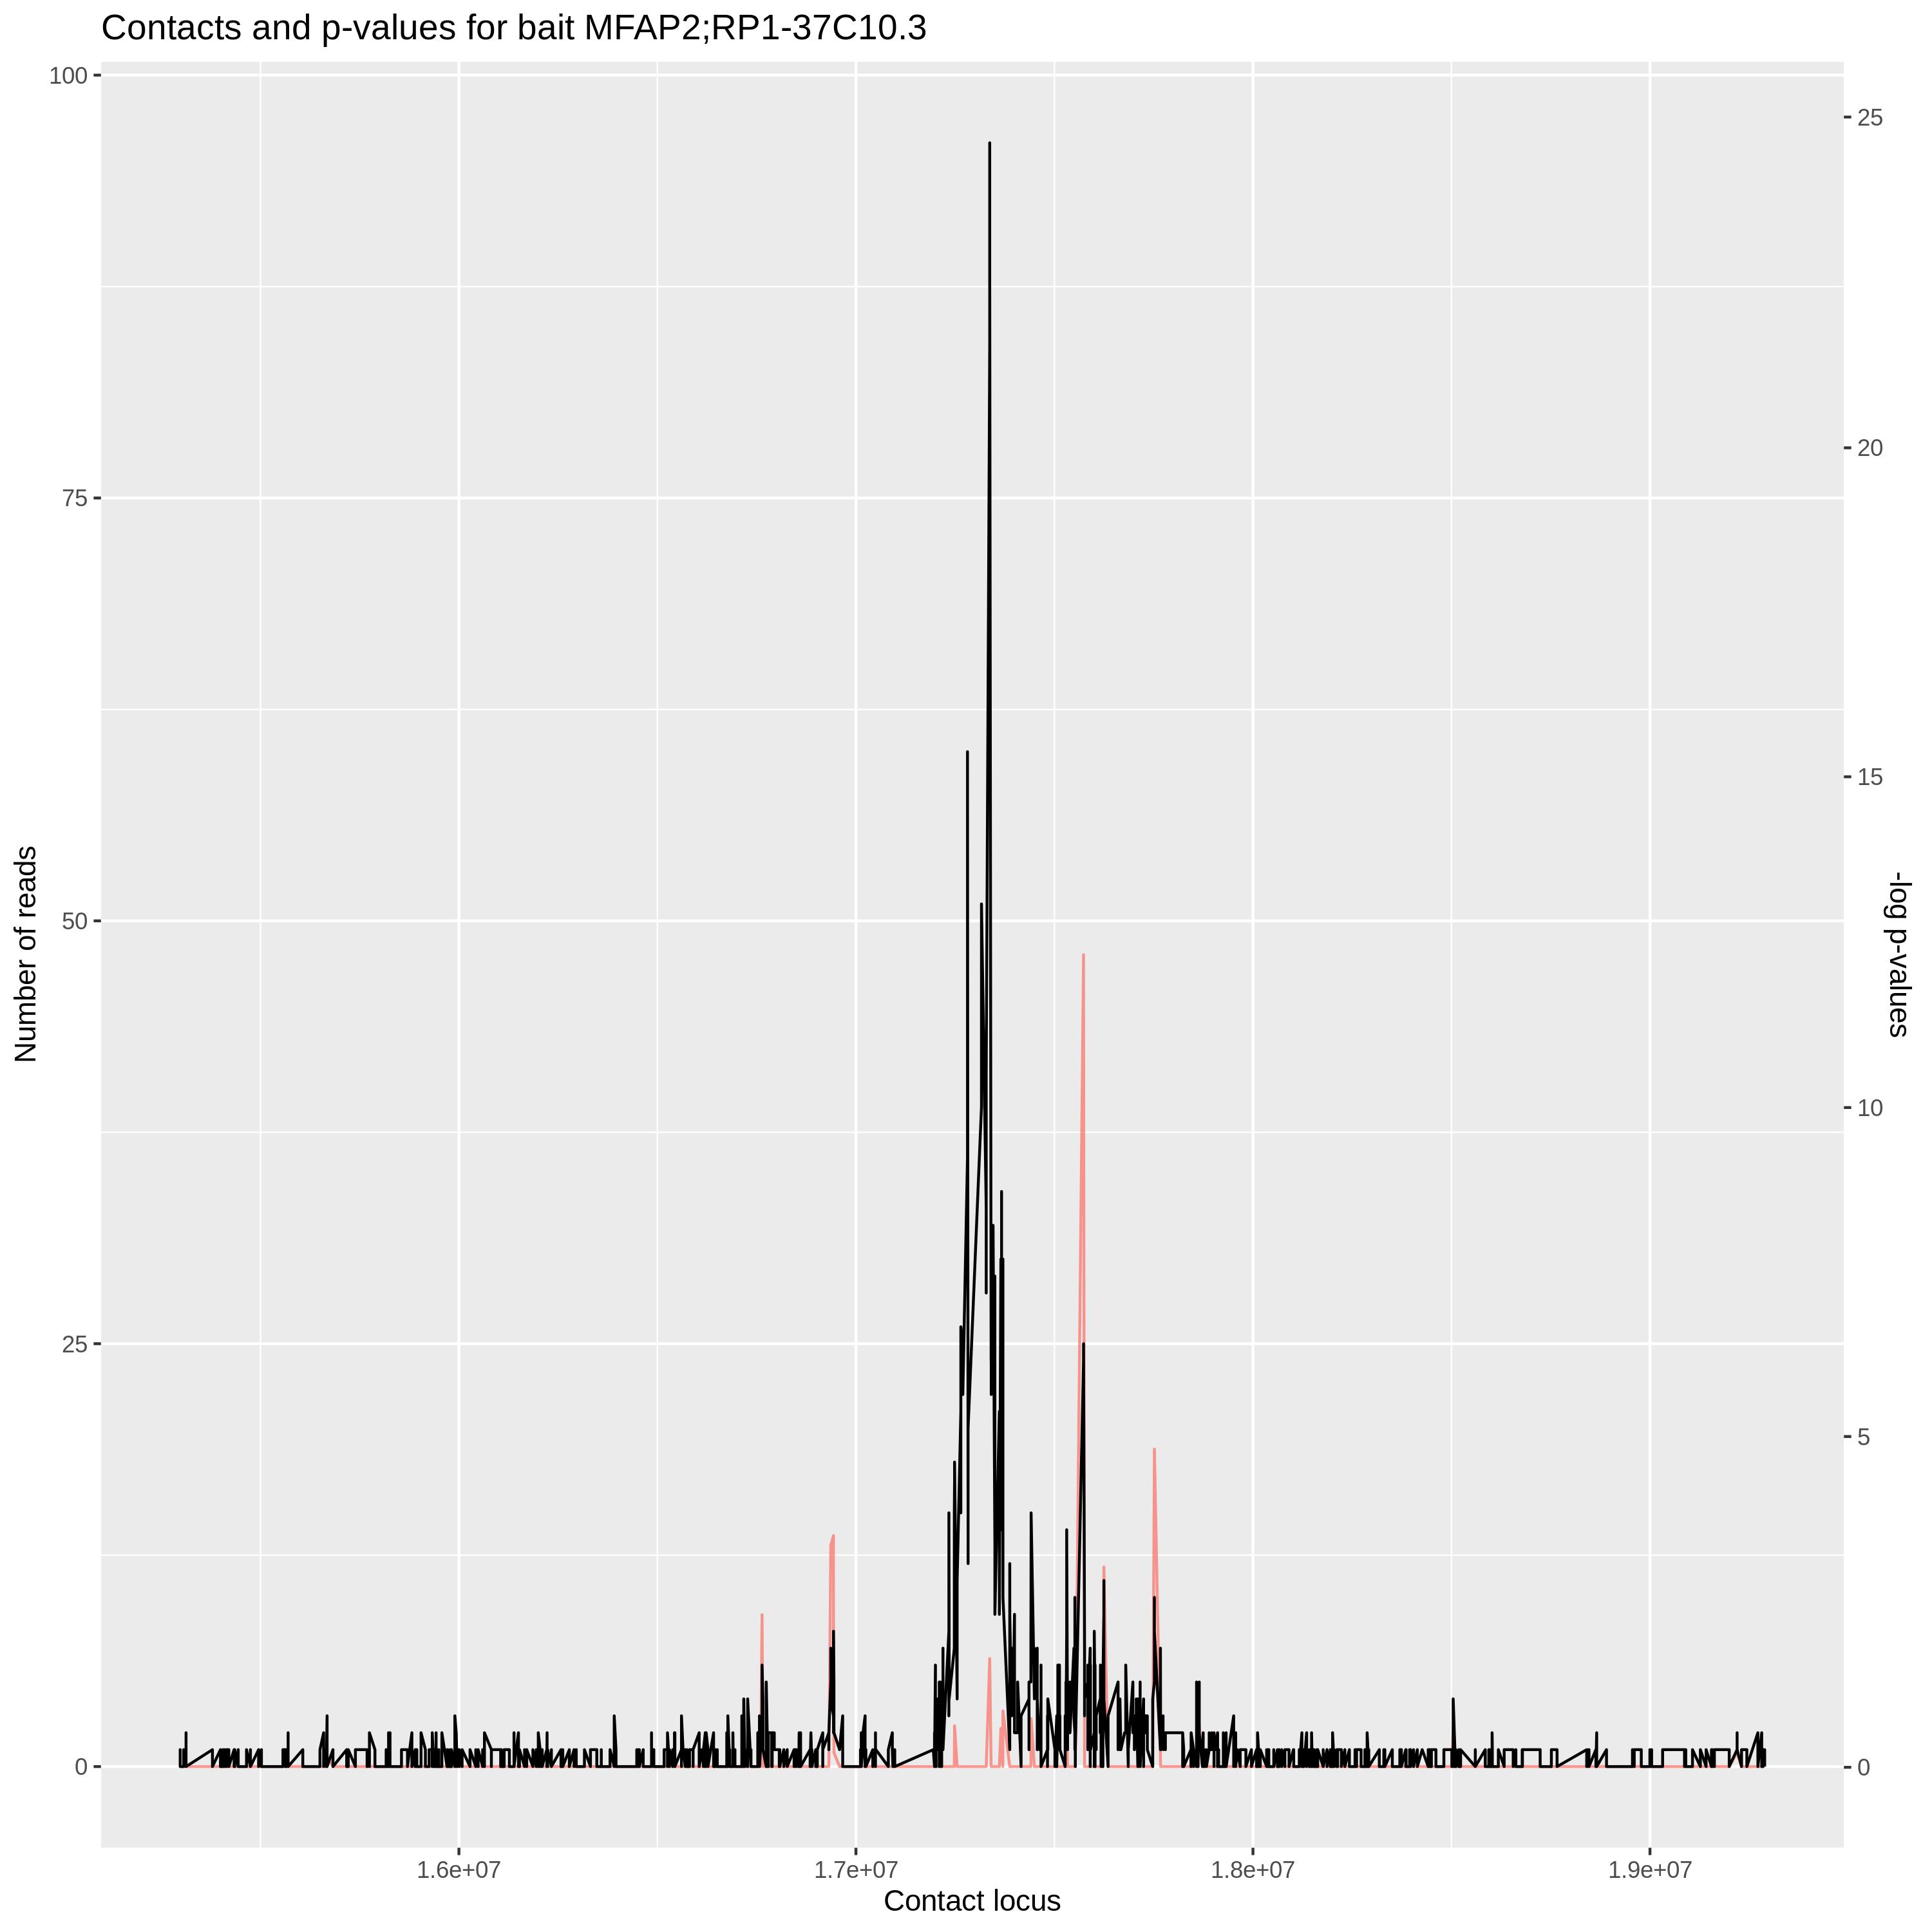 Contacts and p-values for bait MFAP2;RP1-37C10.3
100
75
50
25
0
Number of reads
25
20
15
10
5
0
-log p-values
1.6e+07
1.7e+07
1.8e+07
1.9e+07
Contact locus